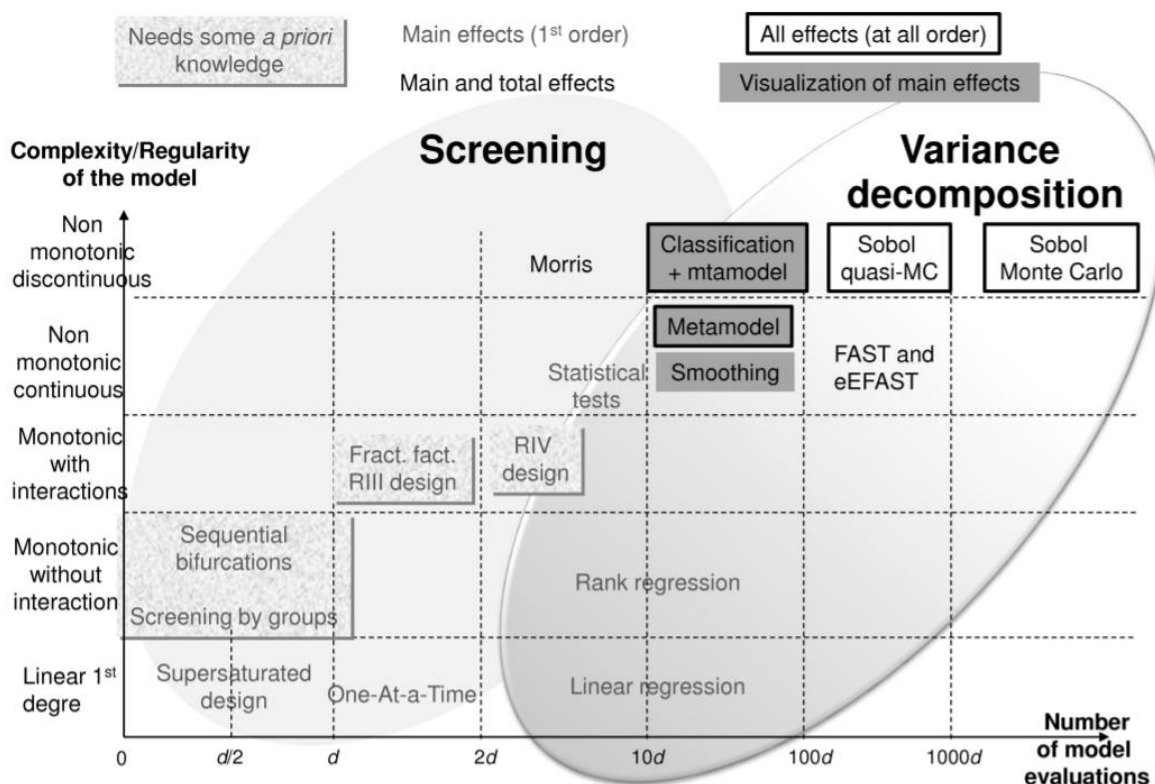 Needs some a priori
knowledge
Main effects (1st order)
Main and total effects
All effects (at all order)
Visualization of main effects
Complexity/Regularity
of the model
Screening
Variance
decomposition
Non
monotonic
discontinuous
Morris
Classification
+ mtamodel
Sobol
quasi-MC
Sobol
Monte Carlo
Non
monotonic
continuous
Statistical
tests
Metamodel
Smoothing
FAST and
eEFAST
Monotonic
with
interactions
Fract. fact.
RIII design
RIV
design
Monotonic
without
interaction
Sequential
bifurcations
Screening by groups
Rank regression
Linear 1st
degre
Supersaturated
design
One-At-a-Time
Linear regression
0
d/2
d
2d
10d
100d
1000d
Number
of model
evaluations